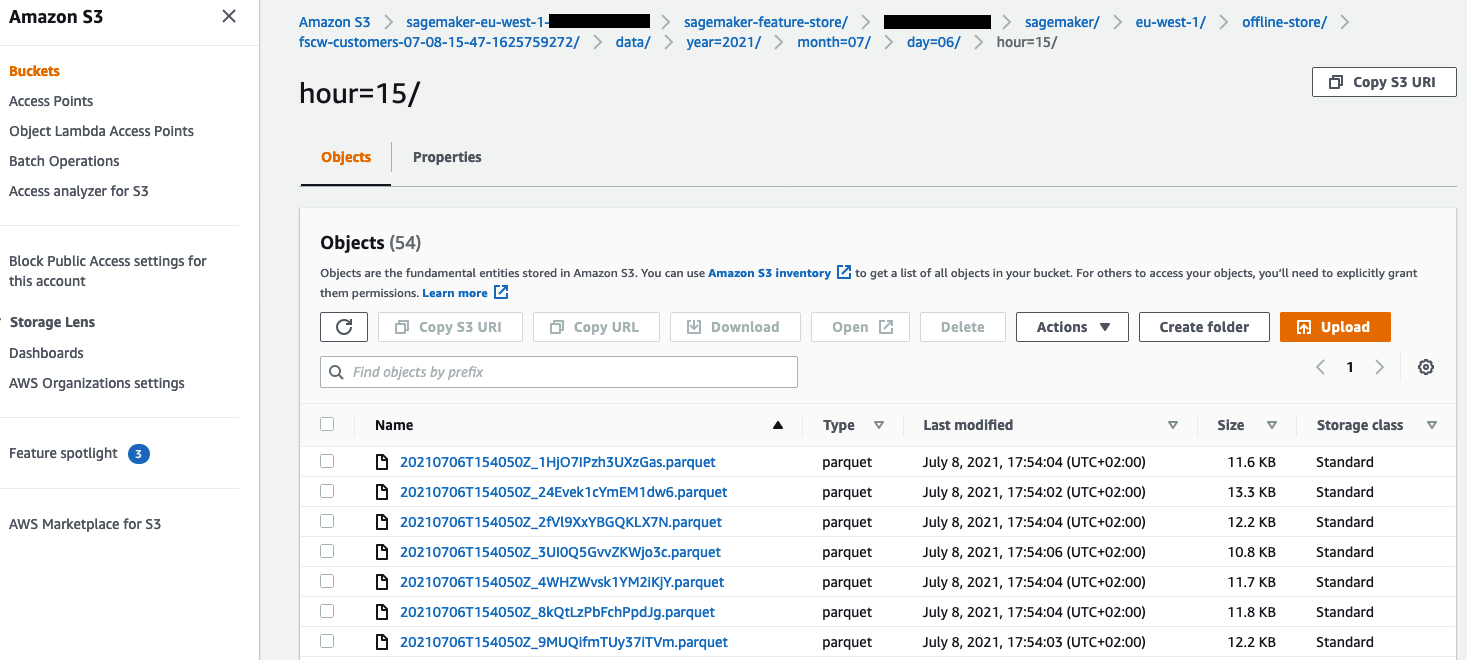 Amazon S3
Buckets
Access Points
Object Lambda Access Points
Batch Operations
Access analyzer for S3
Block Public Access settings for
this account
Storage Lens
Dashboards
AWS Organizations settings
Feature spotlight 3
AWS Marketplace for S3
Amazon S3 > sagemaker-eu-west-1- > sagemaker-feature-store/ > > sagemaker/ > eu-west-1/ > offline-store/ >
fscw-customers-07-08-15-47-1625759272/ > data/ > year=2021/ > month=07/ > day=06/ > hour=15/
hour=15/
Copy S3 URI
Objects Properties
Objects (54)
Objects are the fundamental entities stored in Amazon S3. You can use Amazon S3 inventory to get a list of all objects in your bucket. For others to access your objects, you'll need to explicitly grant
them permissions. Learn more
Copy S3 URI Copy URL Download Open Delete Actions Create folder Upload
Find objects by prefix
1
Name Type Last modified Size Storage class
20210706T154050Z_1HjO7IPzh3UXzGas.parquet parquet July 8, 2021, 17:54:04 (UTC+02:00) 11.6 KB Standard
20210706T154050Z_24Evek1cYmEM1dw6.parquet parquet July 8, 2021, 17:54:02 (UTC+02:00) 13.3 KB Standard
20210706T154050Z_2fVl9XxYBGQKLX7N.parquet parquet July 8, 2021, 17:54:04 (UTC+02:00) 12.2 KB Standard
20210706T154050Z_3UI0Q5GvvZKWjo3c.parquet parquet July 8, 2021, 17:54:06 (UTC+02:00) 10.8 KB Standard
20210706T154050Z_4WHZWvsk1YM2iKjY.parquet parquet July 8, 2021, 17:54:04 (UTC+02:00) 11.7 KB Standard
20210706T154050Z_8kQtLzPbFchPpdJg.parquet parquet July 8, 2021, 17:54:04 (UTC+02:00) 11.8 KB Standard
20210706T154050Z_9MUQifmTUy37iTVm.parquet parquet July 8, 2021, 17:54:03 (UTC+02:00) 12.2 KB Standard